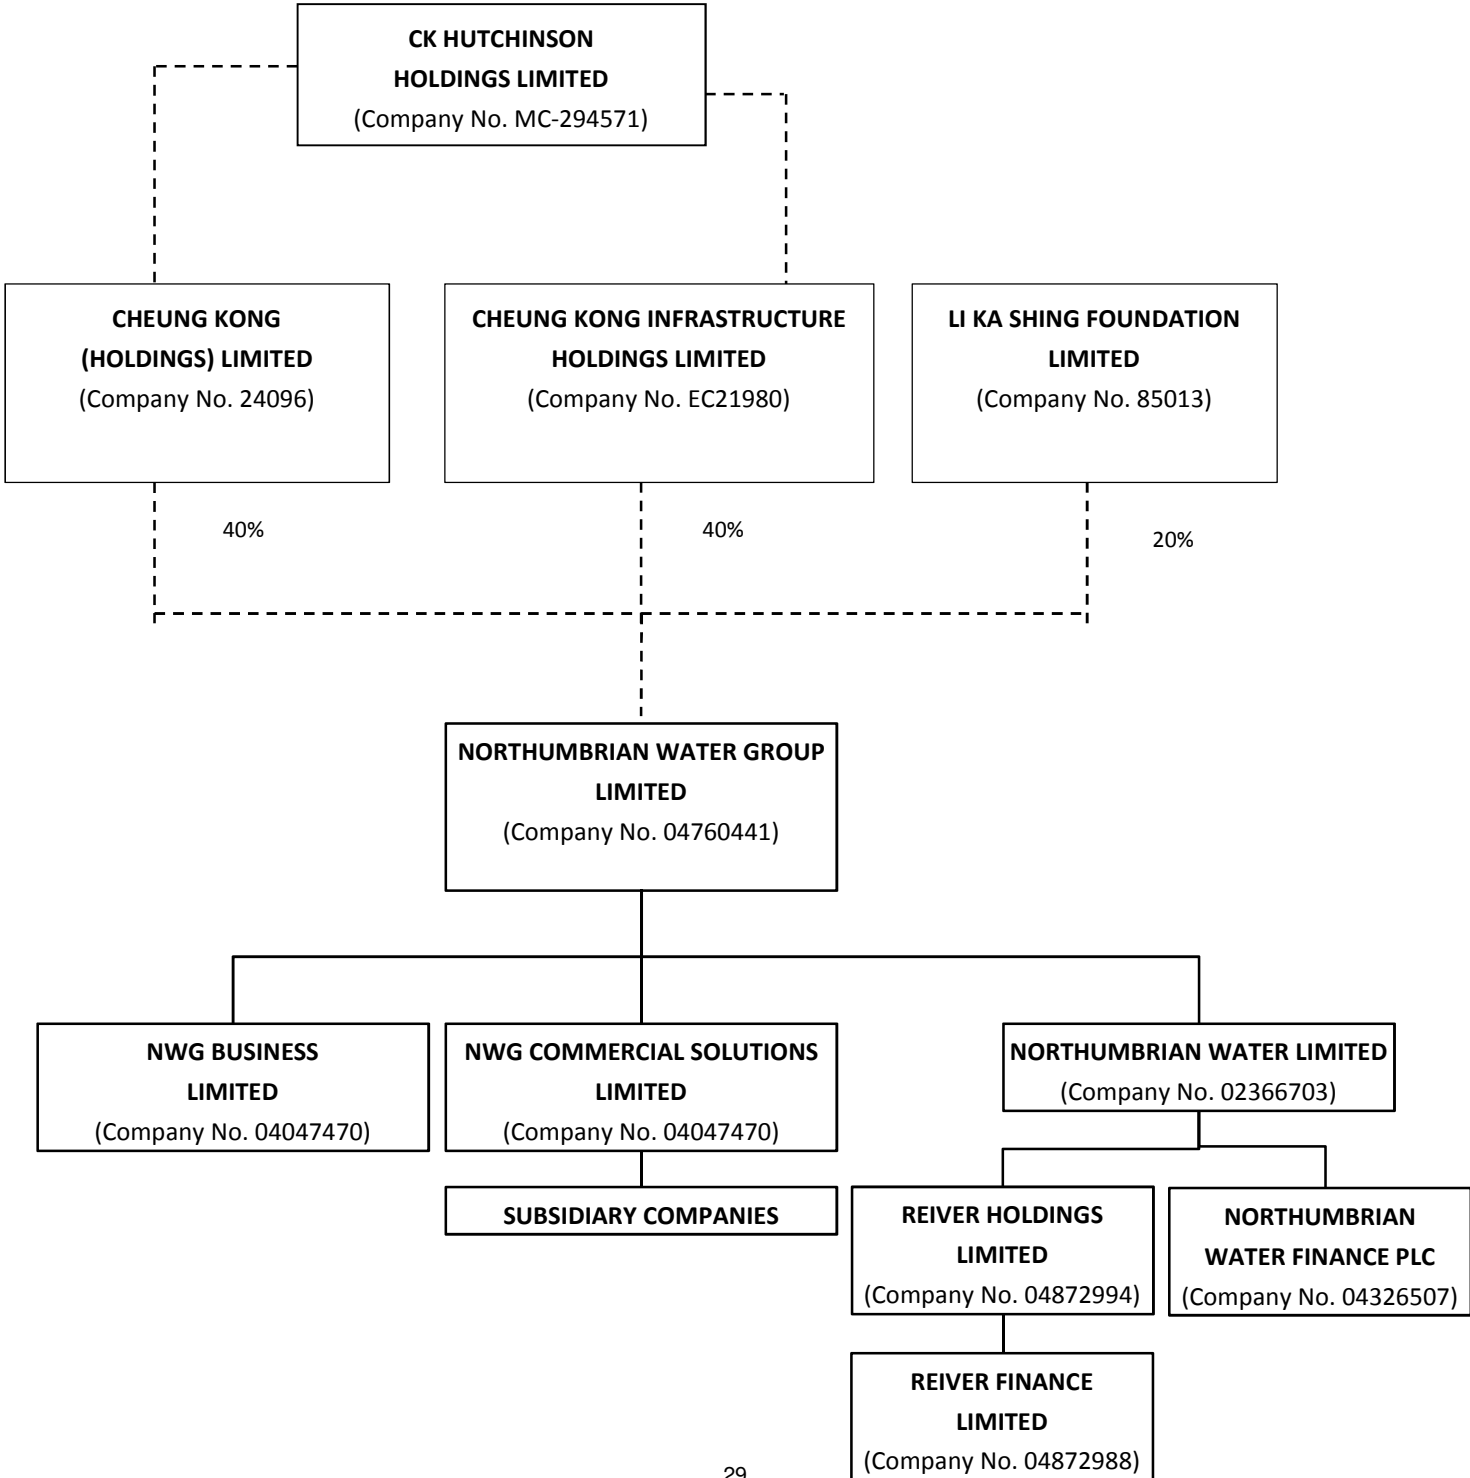 CK HUTCHINSON
HOLDINGS LIMITED
(Company No. MC-294571)
CHEUNG KONG
(HOLDINGS) LIMITED
(Company No. 24096)
CHEUNG KONG INFRASTRUCTURE
HOLDINGS LIMITED
(Company No. EC21980)
LI KA SHING FOUNDATION
LIMITED
(Company No. 85013)
40%
40%
20%
NORTHUMBRIAN WATER GROUP
LIMITED
(Company No. 04760441)
NWG BUSINESS
LIMITED
(Company No. 04047470)
NWG COMMERCIAL SOLUTIONS
LIMITED
(Company No. 04047470)
NORTHUMBRIAN WATER LIMITED
(Company No. 02366703)
SUBSIDIARY COMPANIES
REIVER HOLDINGS
LIMITED
(Company No. 04872994)
NORTHUMBRIAN
WATER FINANCE PLC
(Company No. 04326507)
REIVER FINANCE
LIMITED
(Company No. 04872988)
29